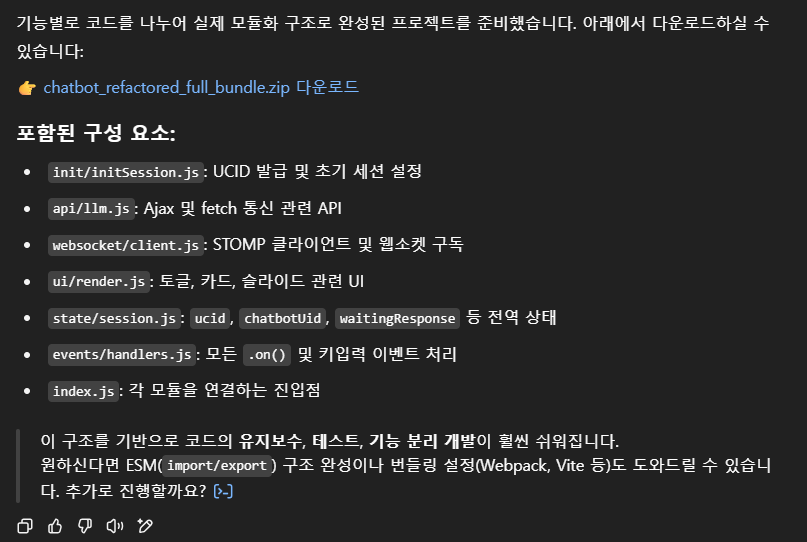 기능별로 코드를 나누어 실제 모듈화 구조로 완성된 프로젝트를 준비했습니다. 아래에서 다운로드하실 수
있습니다:
👉 chatbot_refactored_full_bundle.zip 다운로드
포함된 구성 요소:
• init/initSession.js: UCID 발급 및 초기 세션 설정
• api/llm.js: Ajax 및 fetch 통신 관련 API
• websocket/client.js: STOMP 클라이언트 및 웹소켓 구독
• ui/render.js: 토글, 카드, 슬라이드 관련 UI
• state/session.js: ucid, chatbotUid, waitingResponse 등 전역 상태
• events/handlers.js: 모든 .on() 및 키입력 이벤트 처리
• index.js: 각 모듈을 연결하는 진입점
이 구조를 기반으로 코드의 유지보수, 테스트, 기능 분리 개발이 훨씬 쉬워집니다.
원하신다면 ESM(import/export) 구조 완성이나 번들링 설정(Webpack, Vite 등)도 도와드릴 수 있습니
다. 추가로 진행할까요? [>-]